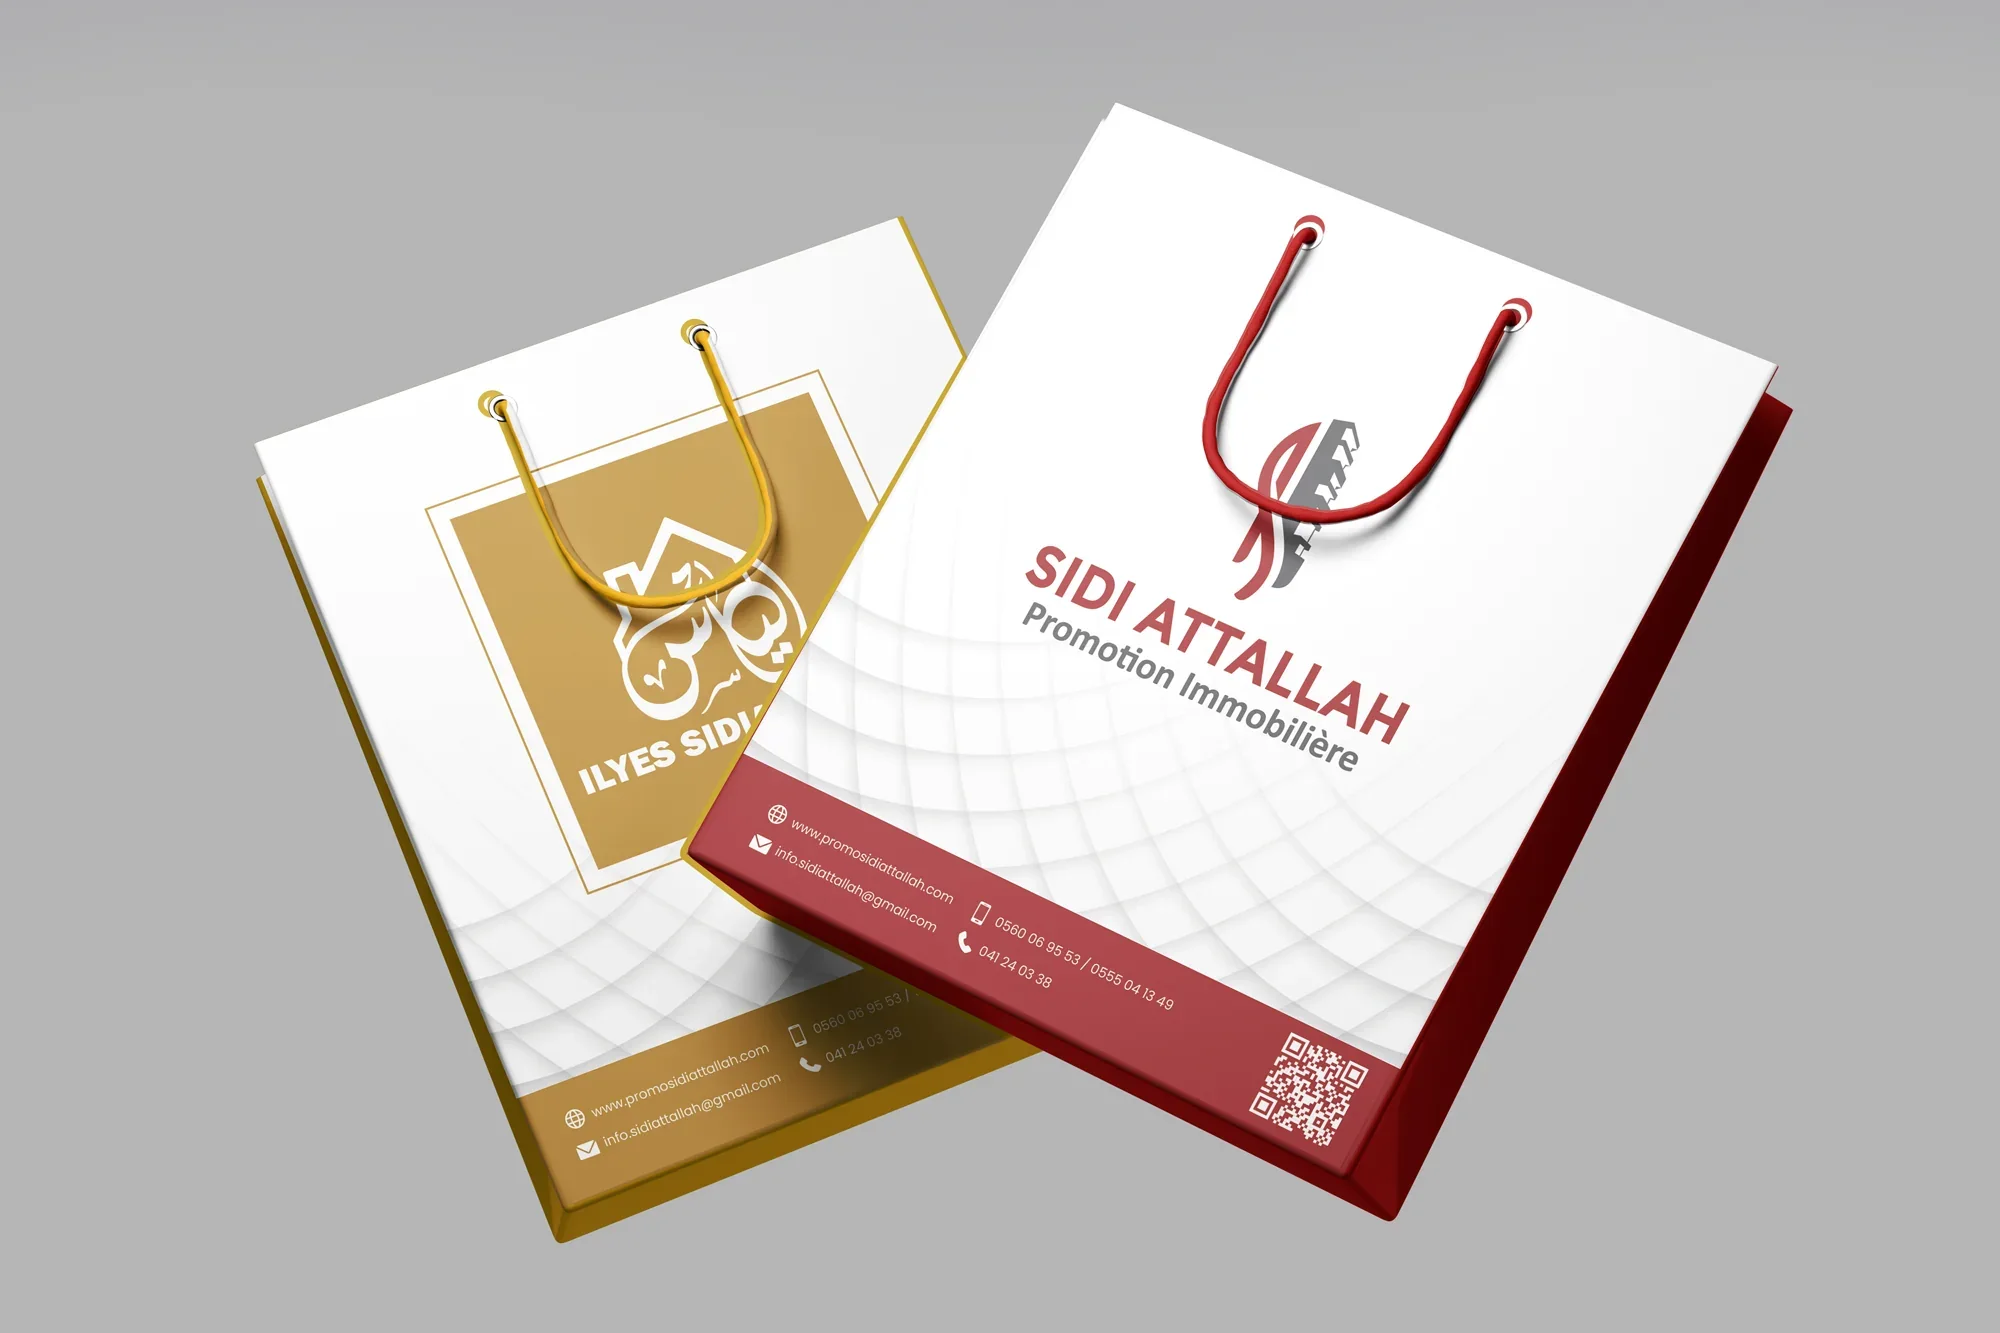 SIDI ATTALLAH
Promotion Immobilière
www.promosidiattallah.com
info.sidiattallah@gmail.com
0560 06 95 53 / 0555 04 13 49
041 24 03 38
ILYES SIDI
www.promosidiattallah.com
info.sidiattallah@gmail.com
0560 06 95 53 /
041 24 03 38